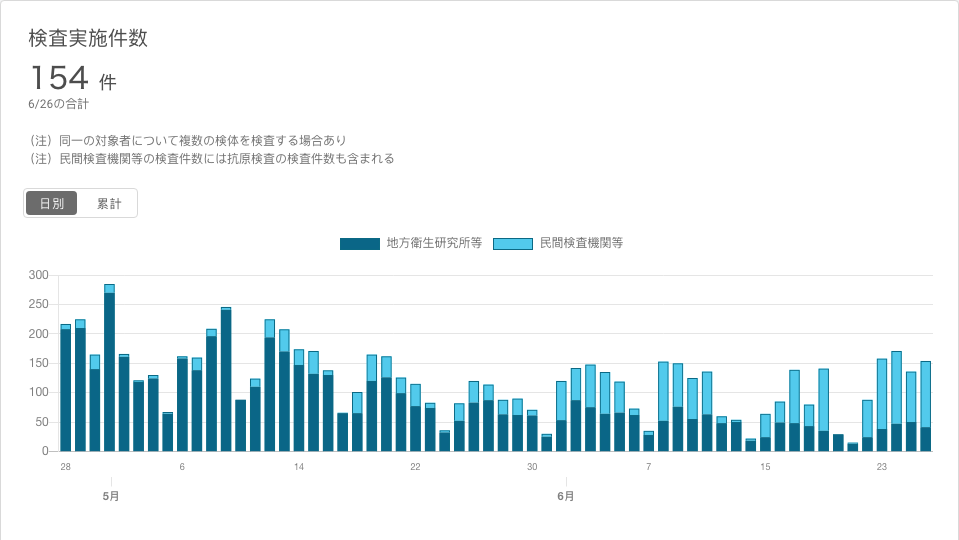 検査実施件数
154 件
6/26の合計
（注）同一の対象者について複数の検体を検査する場合あり
（注）民間検査機関等の検査件数には抗原検査の検査件数も含まれる
日別 累計
地方衛生研究所等 民間検査機関等
300
250
200
150
100
50
0
28 6 14 22 30 7 15 23
5月 6月